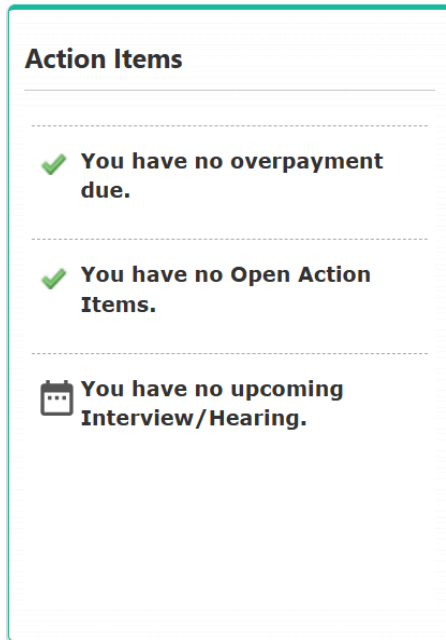 Action Items
You have no overpayment
due.
You have no Open Action
Items.
You have no upcoming
Interview/Hearing.